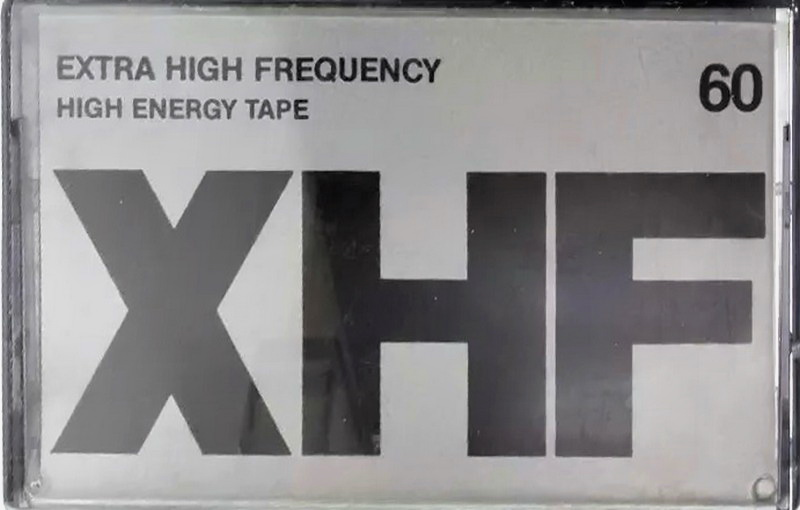 EXTRA HIGH FREQUENCY
HIGH ENERGY TAPE
60
XHF